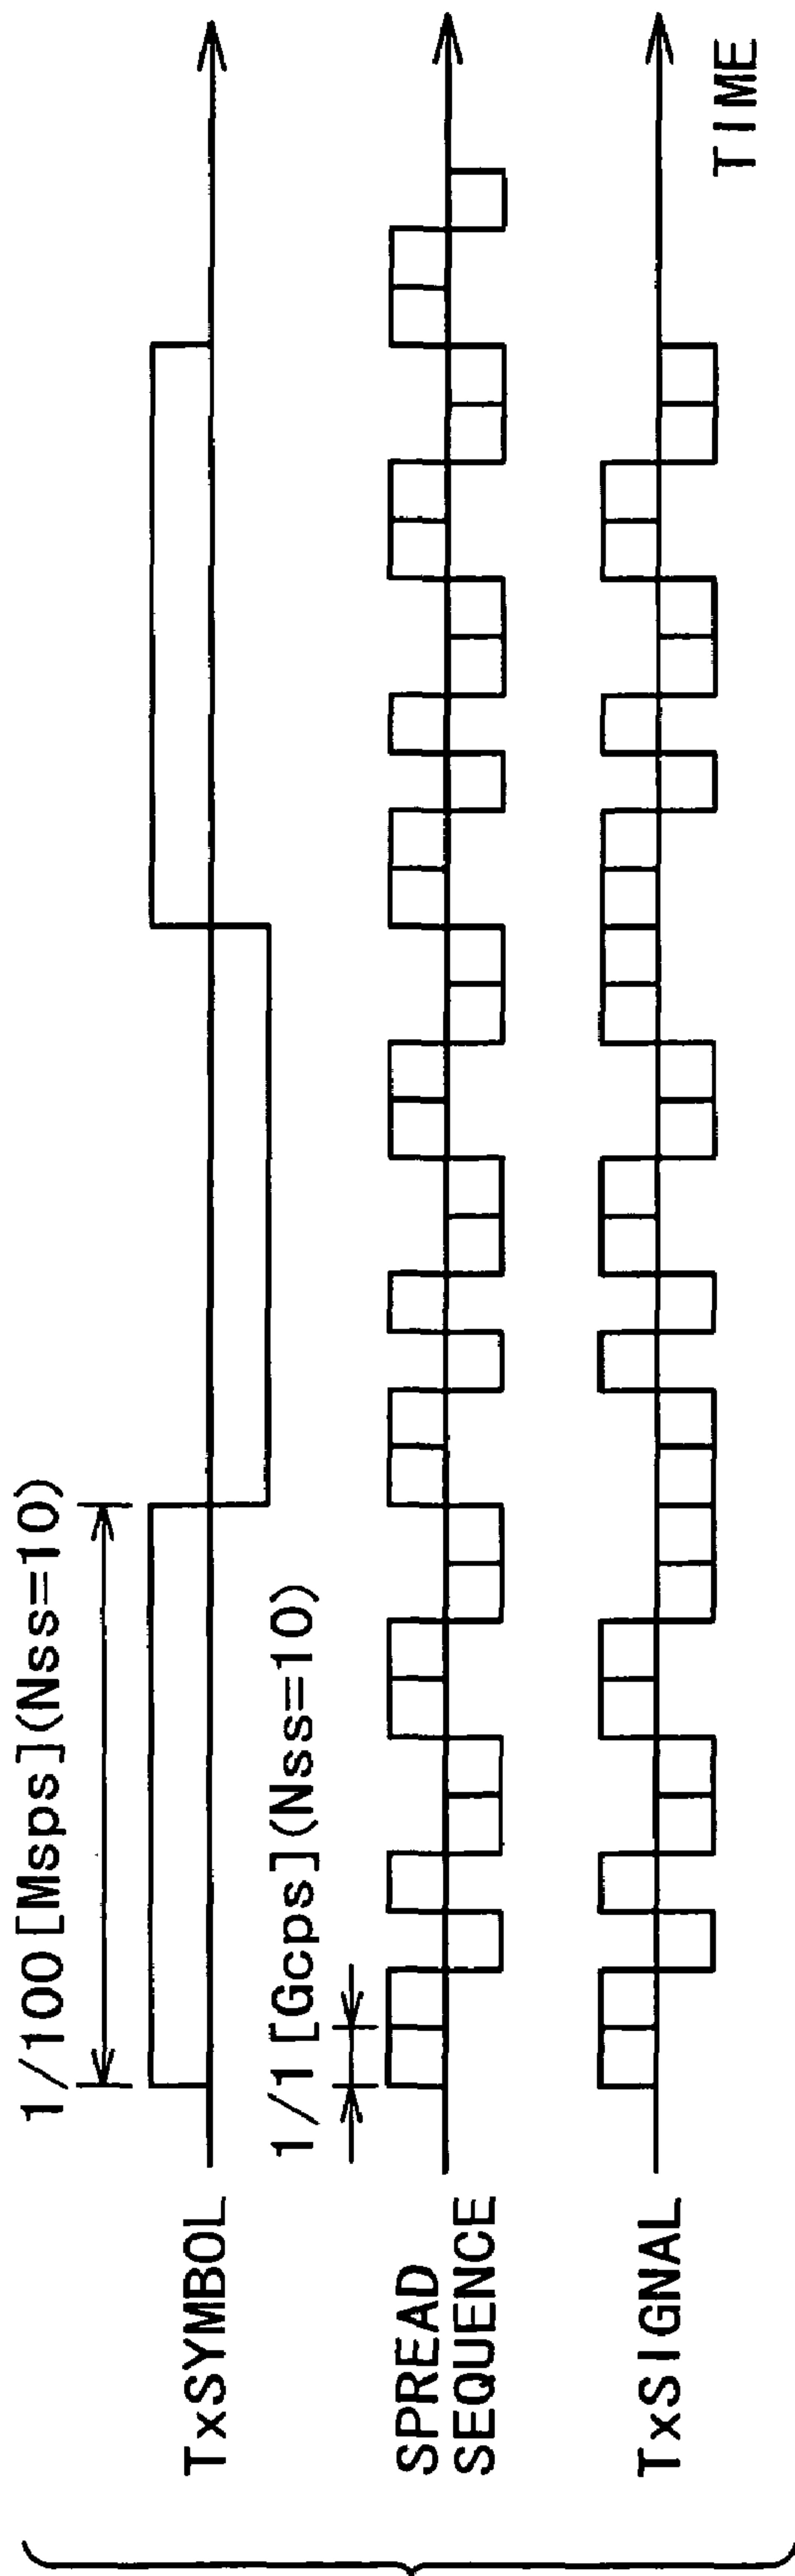 1/100[Msps](Nss=10)
TxSYMBOL
1/1[Gcps](Nss=10)
SPREAD
SEQUENCE
TxSIGNAL
TIME